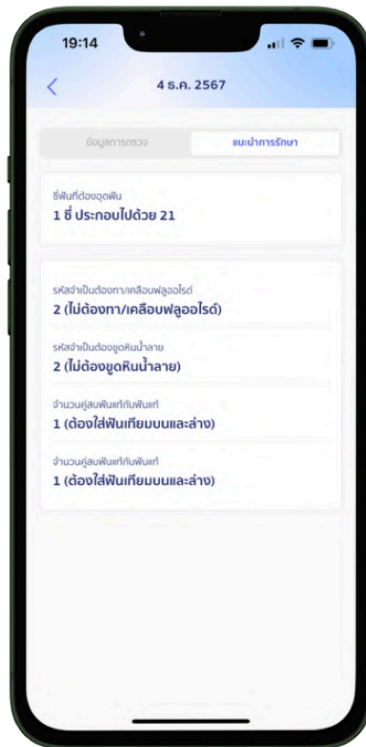 19:14
4 ธ.ค. 2567
ข้อมูลการตรวจ
แนะนำการรักษา
ซี่ฟันที่ต้องอุดฟัน
1 ซี่ ประกอบไปด้วย 21
รหัสจำเป็นต้องทา/เคลือบฟลูออไรด์
2 (ไม่ต้องทา/เคลือบฟลูออไรด์)
รหัสจำเป็นต้องขูดหินน้ำลาย
2 (ไม่ต้องขูดหินน้ำลาย)
จำนวนคู่สบฟันแท้กับฟันแท้
1 (ต้องใส่ฟันเทียมบนและล่าง)
จำนวนคู่สบฟันแท้กับฟันแท้
1 (ต้องใส่ฟันเทียมบนและล่าง)